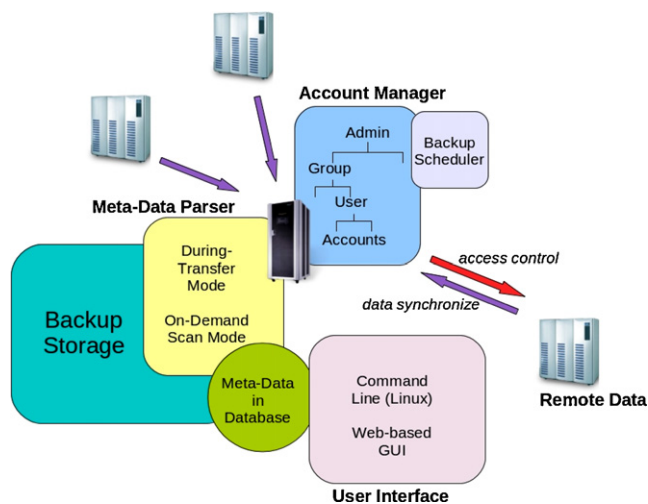 Account Manager
Admin
Backup
Scheduler
Group
User
Accounts
Meta-Data Parser
During-
Transfer
Mode
On-Demand
Scan Mode
Backup
Storage
access control
data synchronize
Remote Data
Meta-Data
in
Database
Command
Line (Linux)
Web-based
GUI
User Interface